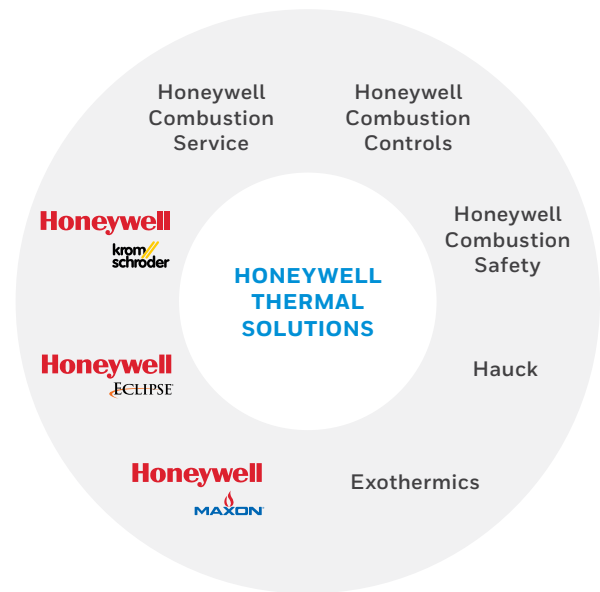 Honeywell
Combustion
Service
Honeywell
Combustion
Controls
Honeywell
Combustion
Safety
Honeywell
krom//
schröder
HONEYWELL
THERMAL
SOLUTIONS
Honeywell
ECLIPSE
Hauck
Honeywell
MAXON
Exothermics